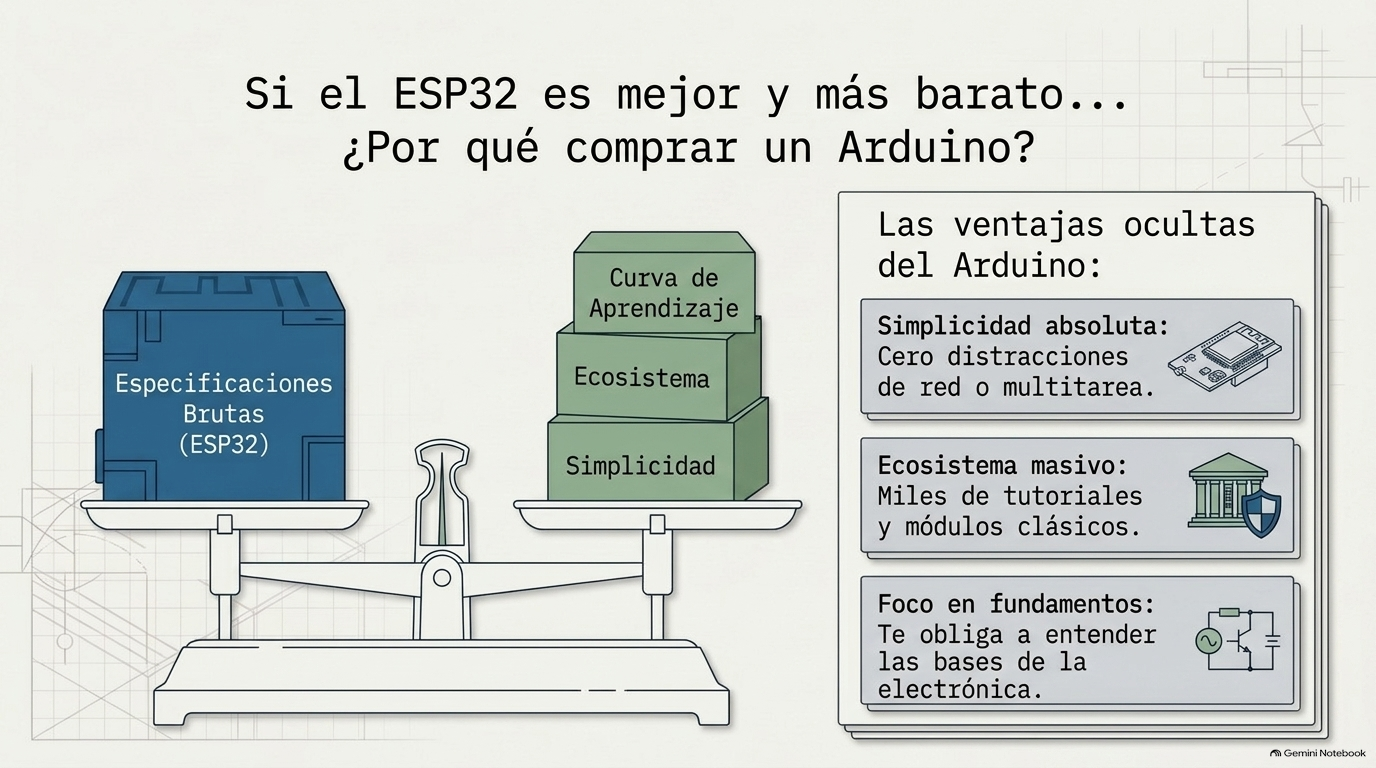 Si el ESP32 es mejor y más barato...
¿Por qué comprar un Arduino?
Especificaciones
Brutas
(ESP32)
Curva de
Aprendizaje
Ecosistema
Simplicidad
Las ventajas ocultas
del Arduino:
Simplicidad absoluta:
Cero distracciones
de red o multitarea.
Ecosistema masivo:
Miles de tutoriales
y módulos clásicos.
Foco en fundamentos:
Te obliga a entender
las bases de la
electrónica.
Gemini Notebook